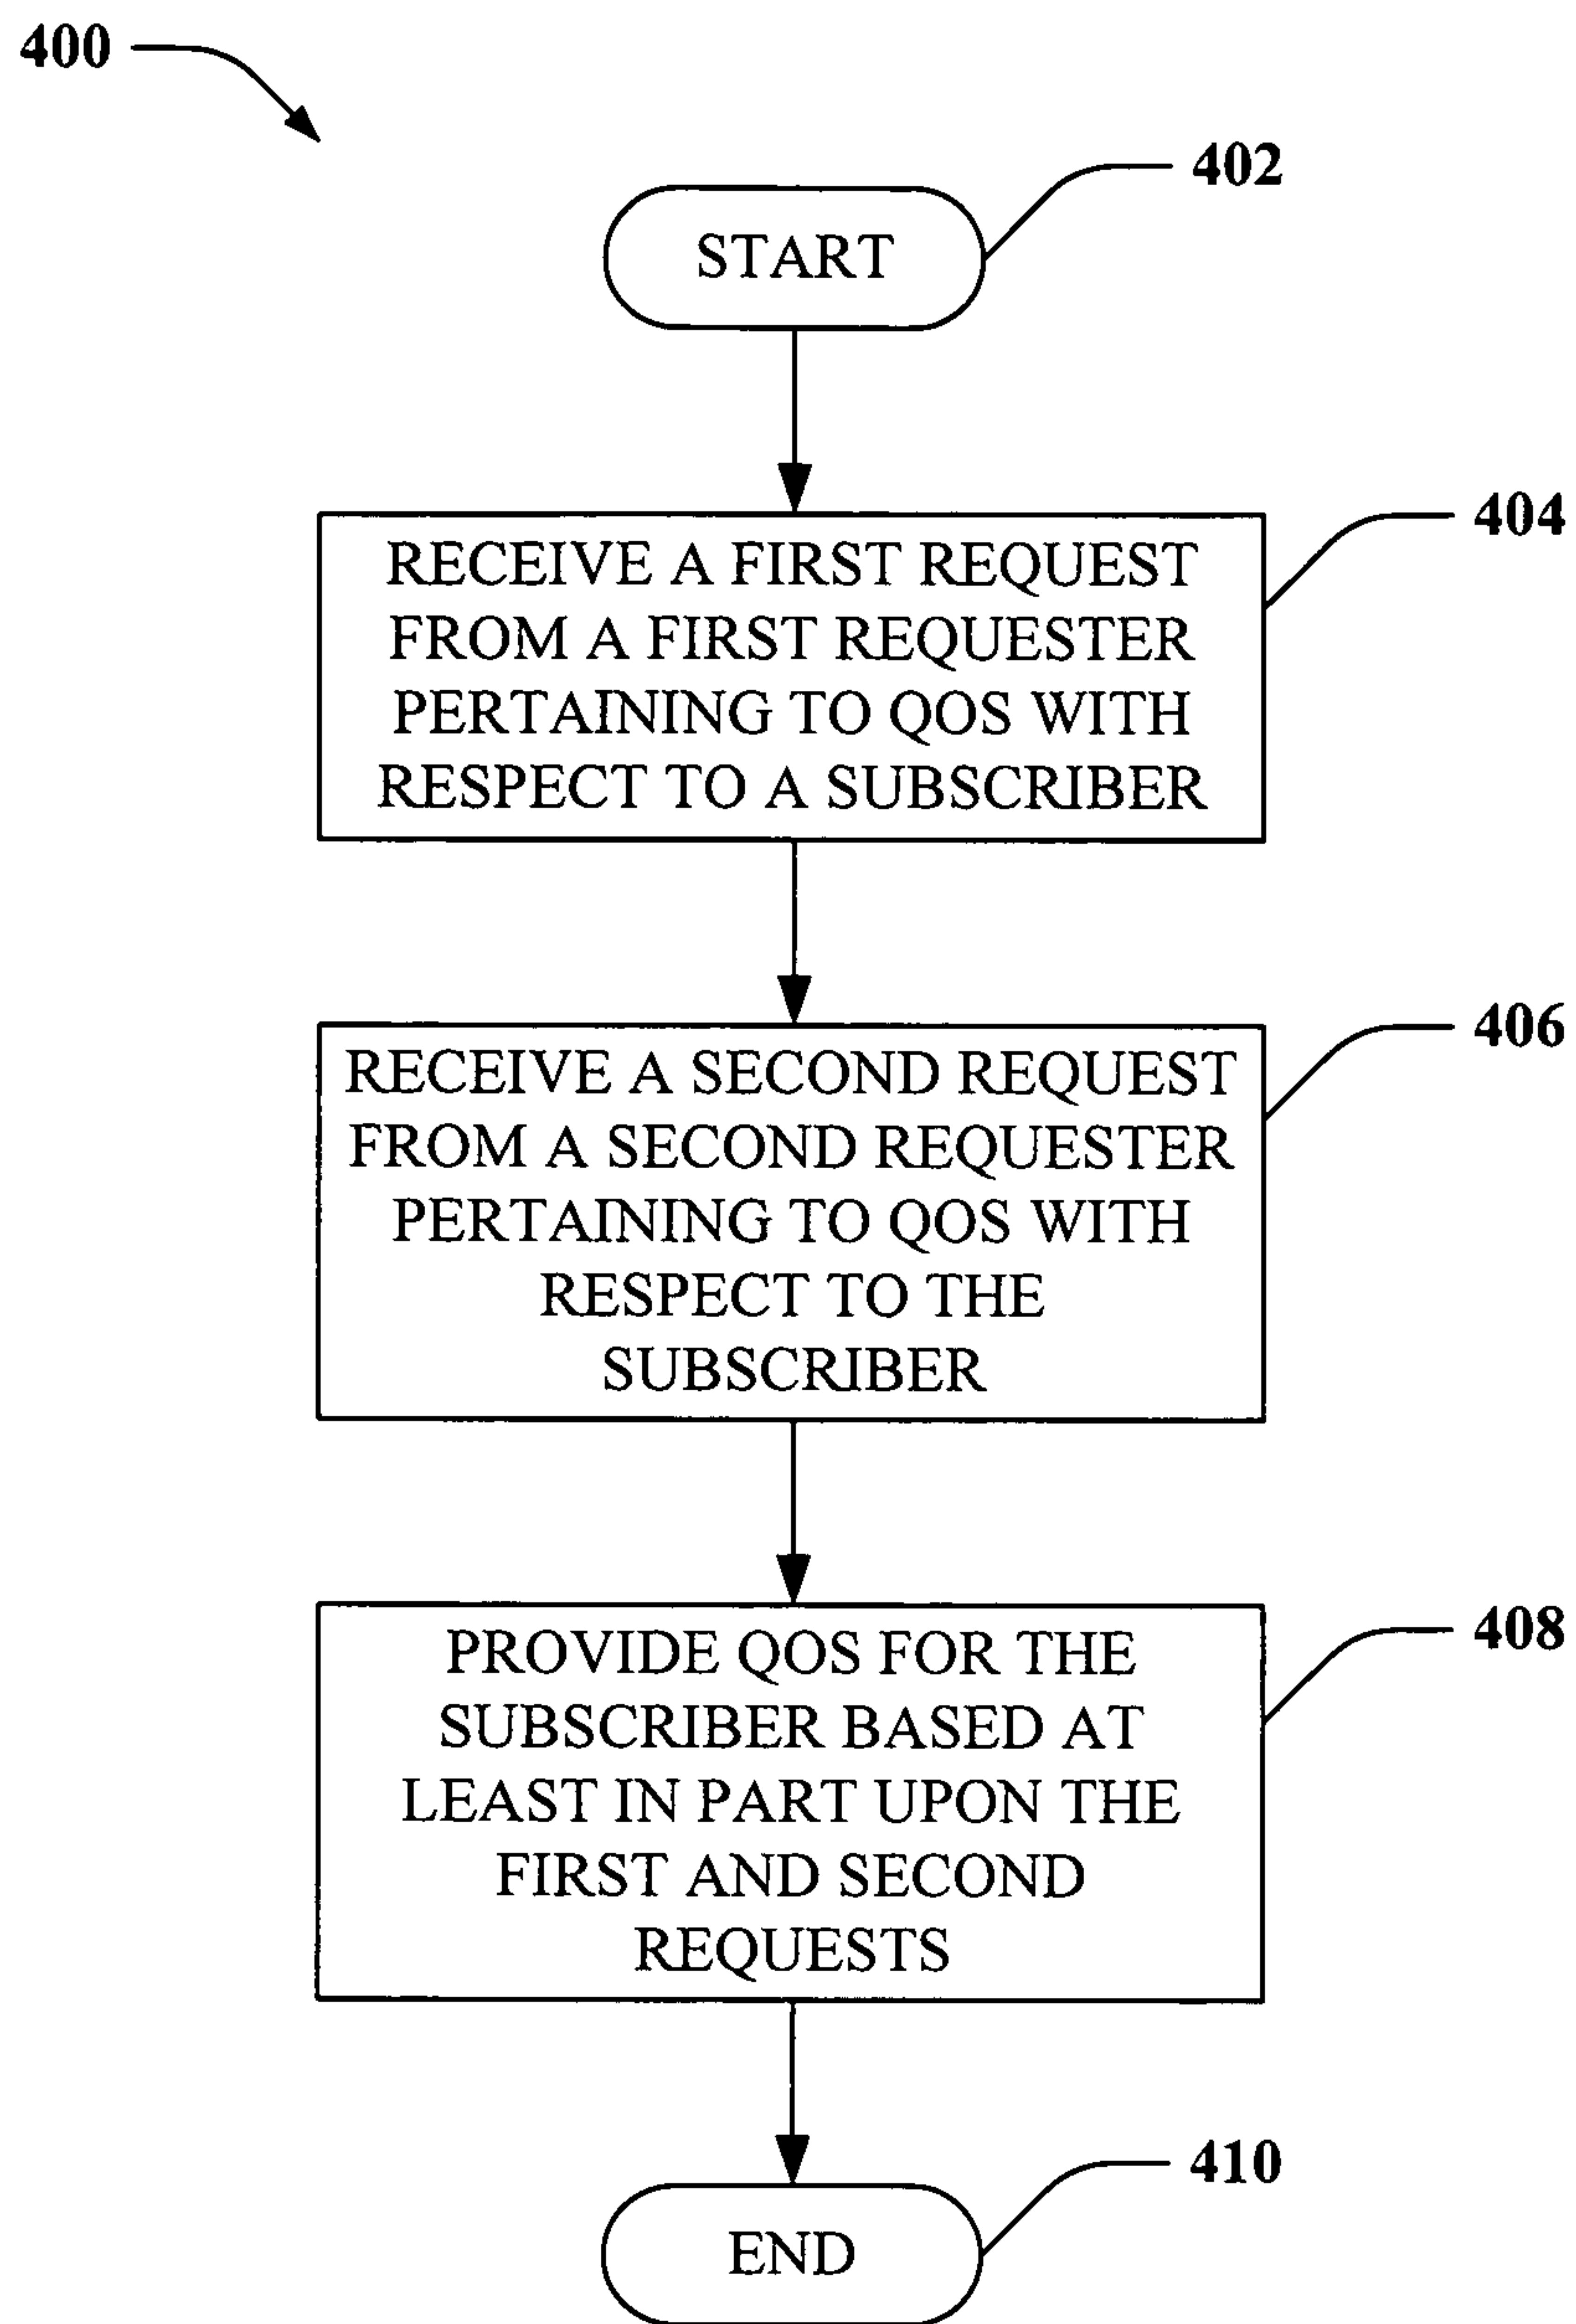 400
402
START
404
RECEIVE A FIRST REQUEST
FROM A FIRST REQUESTER
PERTAINING TO QOS WITH
RESPECT TO A SUBSCRIBER
406
RECEIVE A SECOND REQUEST
FROM A SECOND REQUESTER
PERTAINING TO QOS WITH
RESPECT TO THE
SUBSCRIBER
408
PROVIDE QOS FOR THE
SUBSCRIBER BASED AT
LEAST IN PART UPON THE
FIRST AND SECOND
REQUESTS
410
END